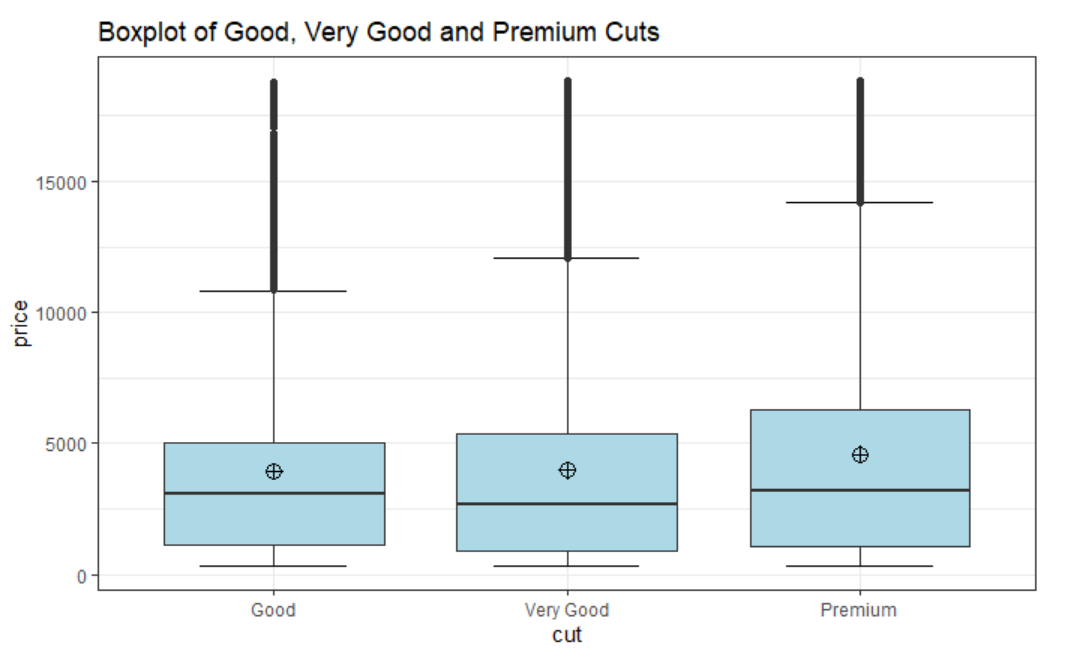 Boxplot of Good, Very Good and Premium Cuts
15000
10000
5000
0
price
Good
Very Good
Premium
cut